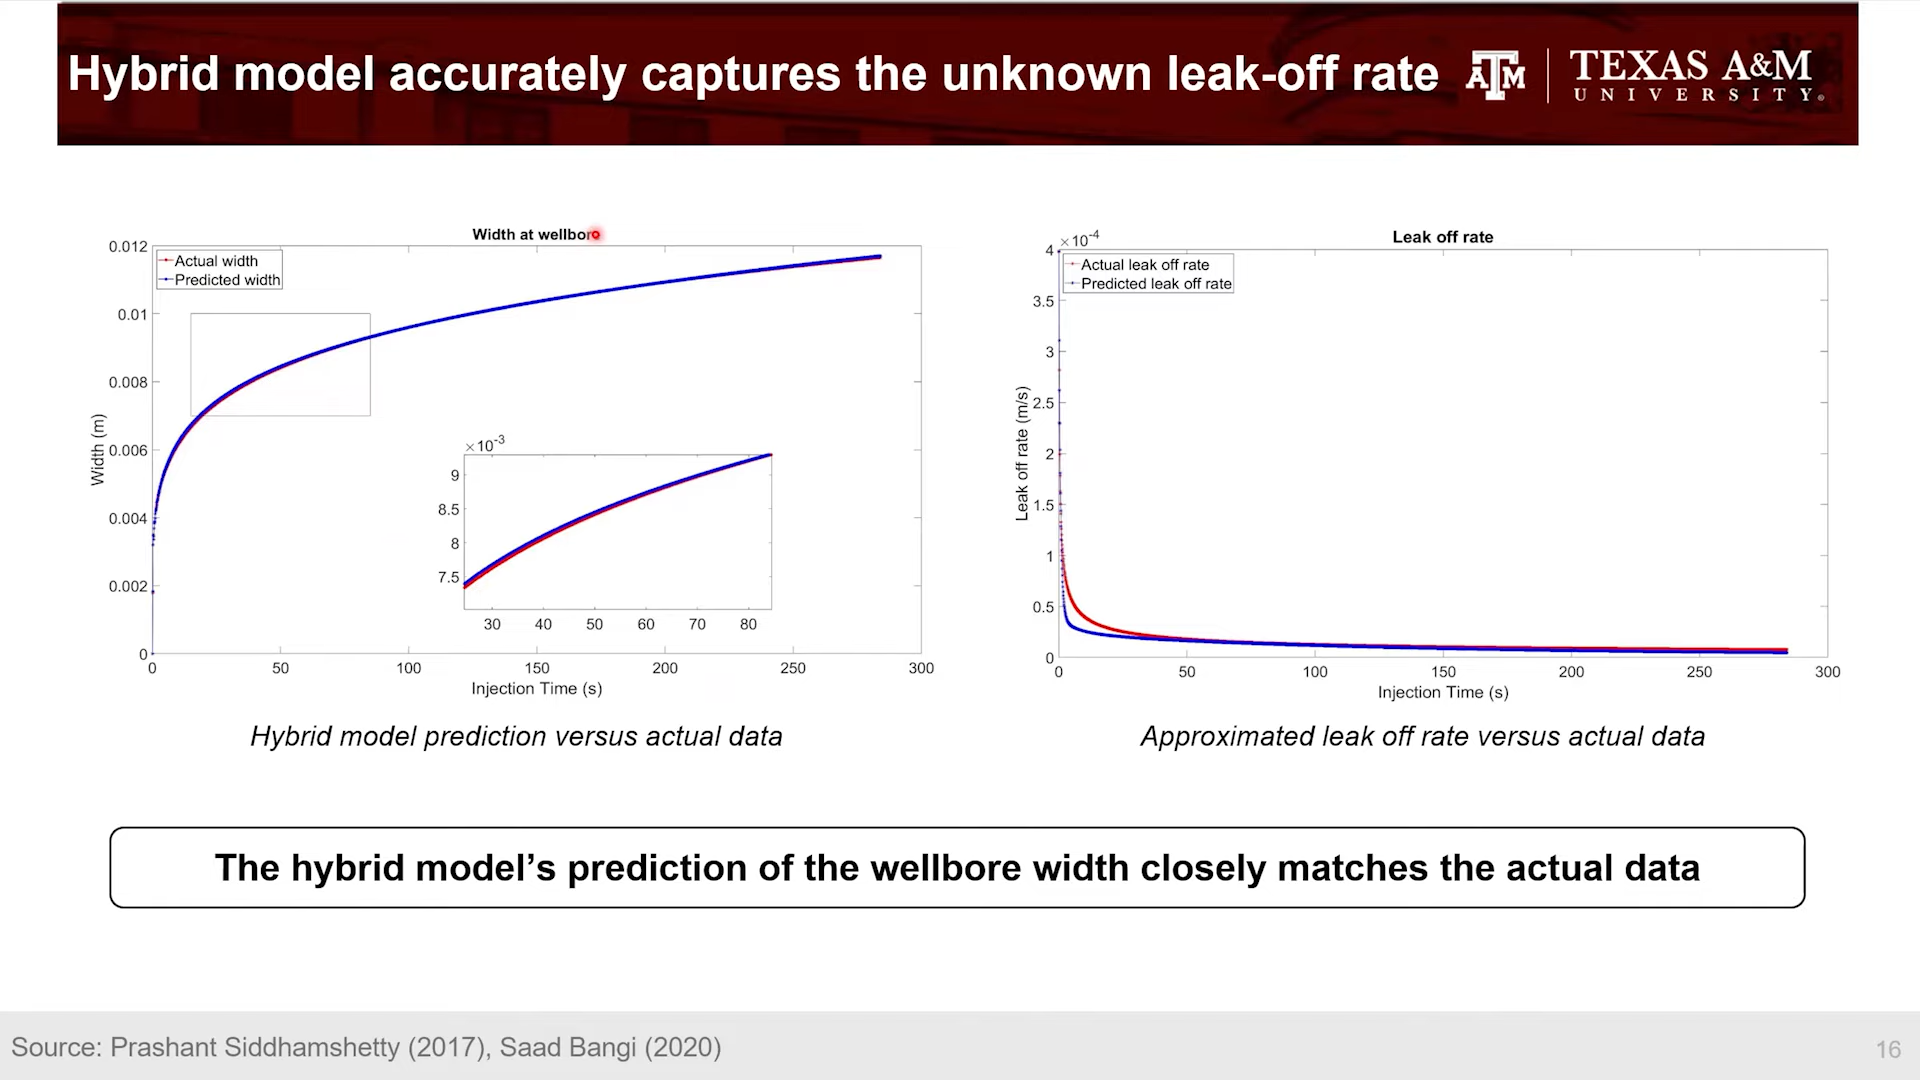 Hybrid model accurately captures the unknown leak-off rate
ATM
TEXAS A&M
UNIVERSITY®
Width at wellbore
0.012
0.01
0.008
0.006
0.004
0.002
0
Width (m)
Actual width
Predicted width
×10-3
9
8.5
8
7.5
30 40 50 60 70 80
0 50 100 150 200 250 300
Injection Time (s)
Hybrid model prediction versus actual data
Leak off rate
×10-4
4
3.5
3
2.5
2
1.5
1
0.5
0
Leak off rate (m/s)
Actual leak off rate
Predicted leak off rate
0 50 100 150 200 250 300
Injection Time (s)
Approximated leak off rate versus actual data
The hybrid model's prediction of the wellbore width closely matches the actual data
Source: Prashant Siddhamshetty (2017), Saad Bangi (2020)
16